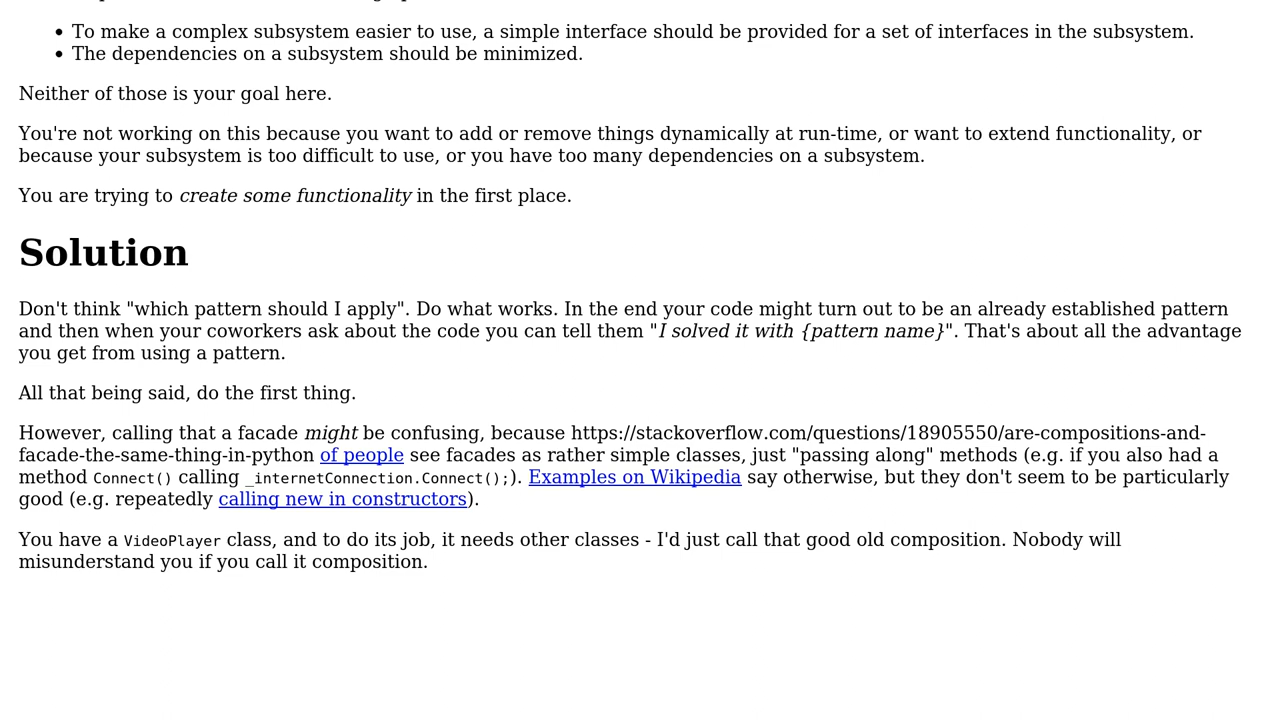 To make a complex subsystem easier to use, a simple interface should be provided for a set of interfaces in the subsystem.
The dependencies on a subsystem should be minimized.
Neither of those is your goal here.
You're not working on this because you want to add or remove things dynamically at run-time, or want to extend functionality, or
because your subsystem is too difficult to use, or you have too many dependencies on a subsystem.
You are trying to create some functionality in the first place.
Solution
Don't think "which pattern should I apply". Do what works. In the end your code might turn out to be an already established pattern
and then when your coworkers ask about the code you can tell them "I solved it with {pattern name}". That's about all the advantage
you get from using a pattern.
All that being said, do the first thing.
However, calling that a facade might be confusing, because https://stackoverflow.com/questions/18905550/are-compositions-and-
facade-the-same-thing-in-python of people see facades as rather simple classes, just "passing along" methods (e.g. if you also had a
method Connect() calling _internetConnection.Connect();). Examples on Wikipedia say otherwise, but they don't seem to be particularly
good (e.g. repeatedly calling new in constructors).
You have a VideoPlayer class, and to do its job, it needs other classes - I'd just call that good old composition. Nobody will
misunderstand you if you call it composition.